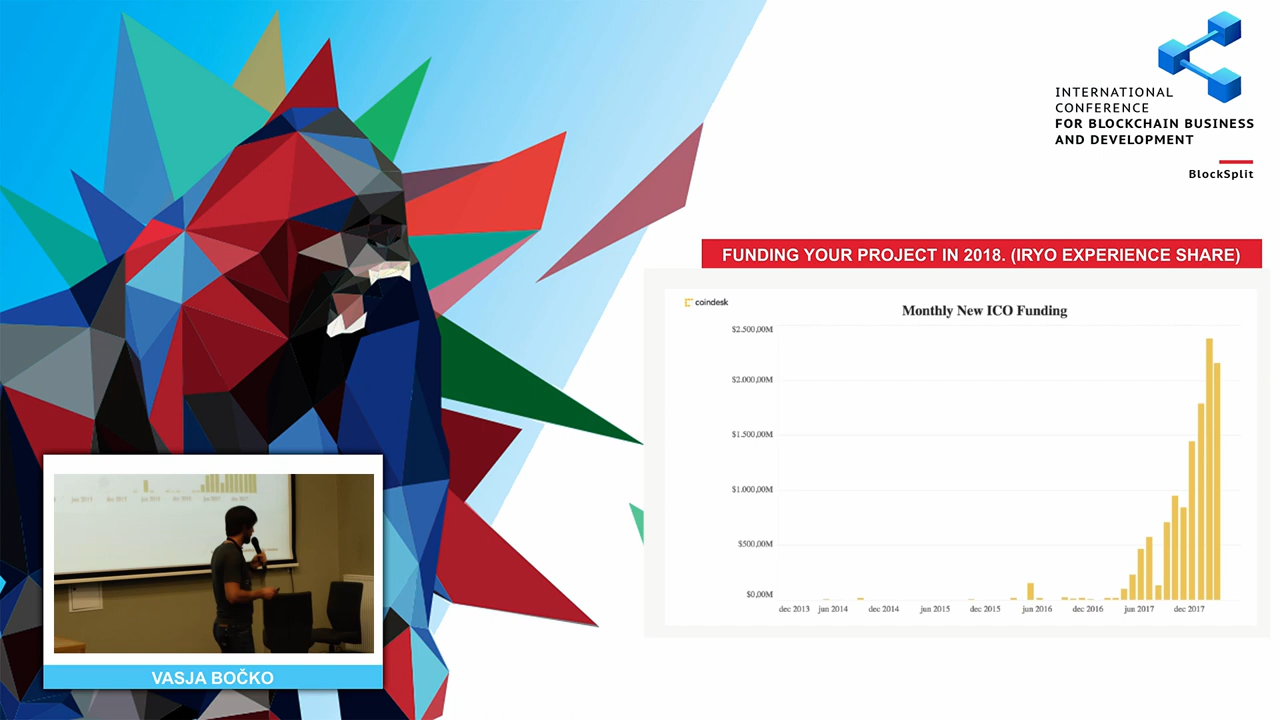 INTERNATIONAL
CONFERENCE
FOR BLOCKCHAIN BUSINESS
AND DEVELOPMENT
BlockSplit
FUNDING YOUR PROJECT IN 2018. (IRYO EXPERIENCE SHARE)
coindesk
Monthly New ICO Funding
$2.500,00M
$2.000,00M
$1.500,00M
$1.000,00M
$500,00M
$0,00M
dec 2013 jun 2014 dec 2014 jun 2015 dec 2015 jun 2016 dec 2016 jun 2017 dec 2017
VASJA BOČKO